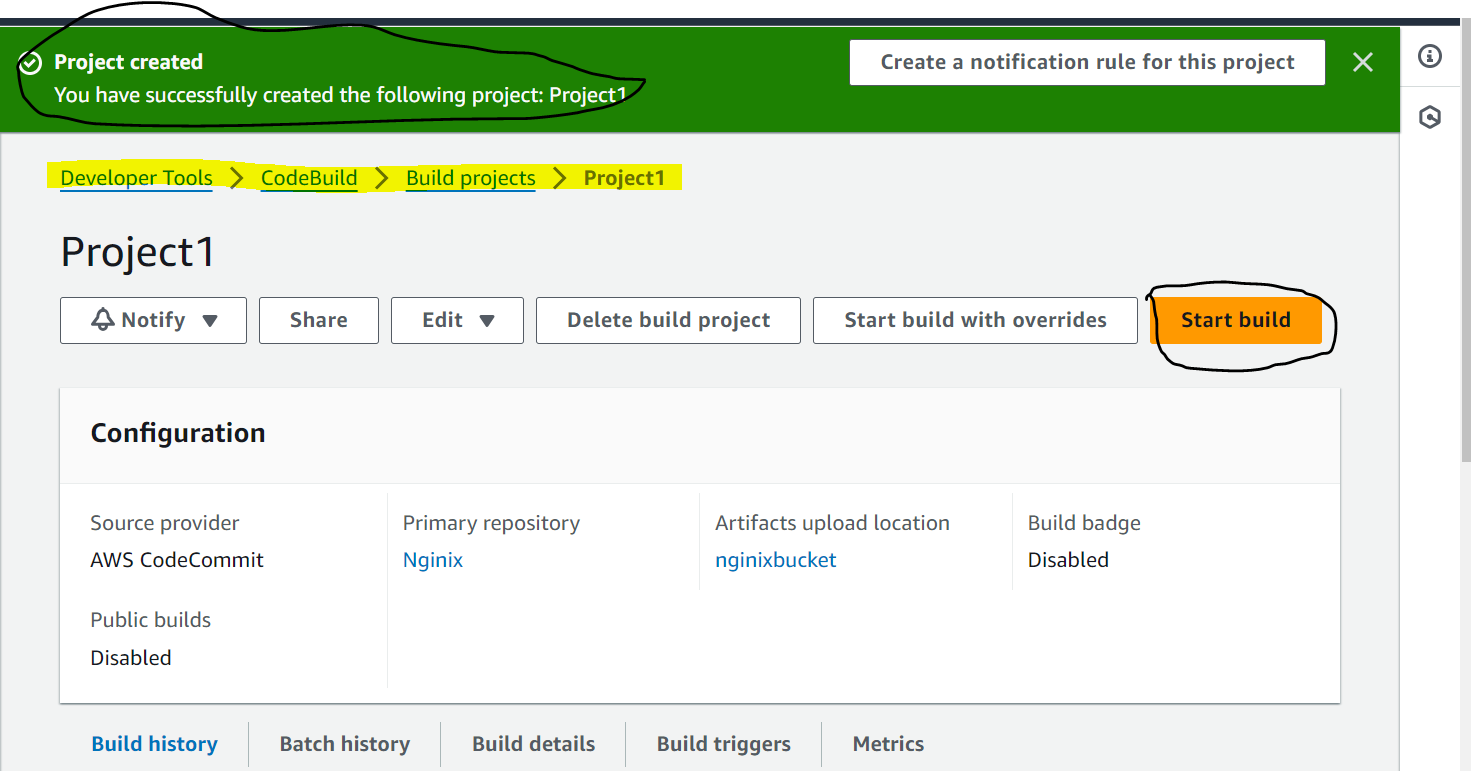 Project created
Create a notification rule for this project
You have successfully created the following project: Project1
Developer Tools > CodeBuild > Build projects > Project1
Project1
Notify Share Edit Delete build project Start build with overrides Start build
Configuration
Source provider Primary repository Artifacts upload location Build badge
AWS CodeCommit Nginix nginixbucket Disabled
Public builds
Disabled
Build history Batch history Build details Build triggers Metrics